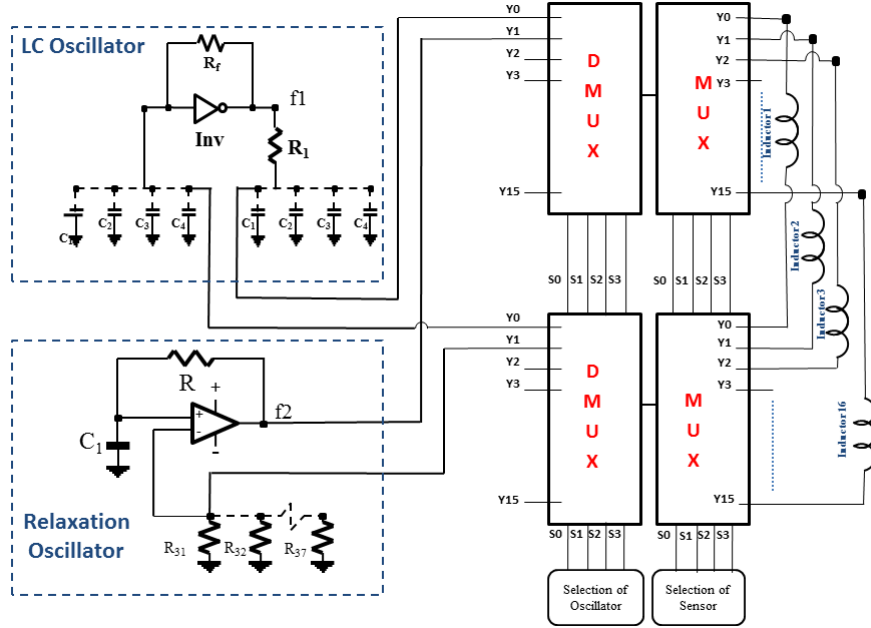 LC Oscillator
Rf
f1
Inv
R1
C1
C2
C3
C4
C1
C2
C3
C4
R
+
f2
+
-
-
C1
Relaxation
Oscillator
R31
R32
R37
Y0
Y1
Y2
Y3
Y15
D
M
U
X
S0 S1 S2 S3
M
U
X
Y0
Y1
Y2
Y3
Y15
S0 S1 S2 S3
Inductor1
Inductor2
Inductor3
Inductor16
Y0
Y1
Y2
Y3
Y15
D
M
U
X
S0 S1 S2 S3
M
U
X
Y0
Y1
Y2
Y3
Y15
S0 S1 S2 S3
Selection of
Oscillator
Selection of
Sensor